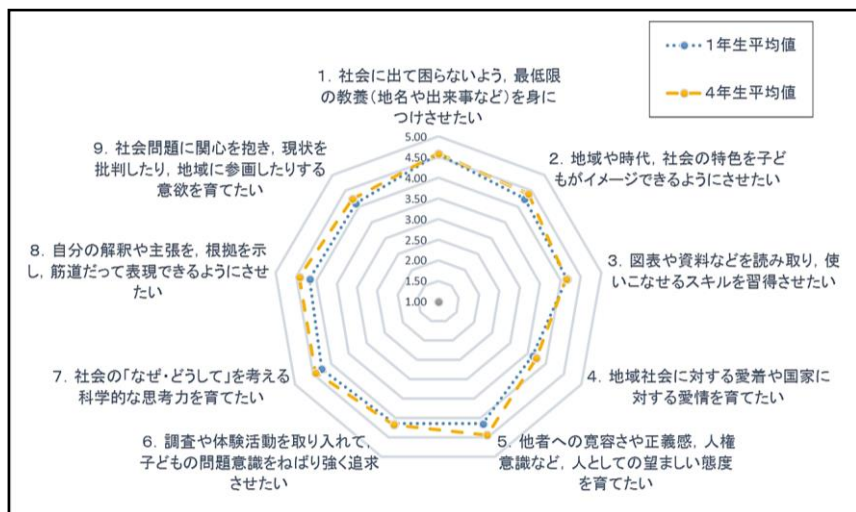 1年生平均値
4年生平均値
1. 社会に出て困らないよう, 最低限
の教養(地名や出来事など)を身に
つけさせたい
2. 地域や時代, 社会の特色を子ど
もがイメージできるようにさせたい
3. 図表や資料などを読み取り, 使
いこなせるスキルを習得させたい
4. 地域社会に対する愛着や国家に
対する愛情を育てたい
5. 他者への寛容さや正義感, 人権
意識など, 人としての望ましい態度
を育てたい
6. 調査や体験活動を取り入れて,
子どもの問題意識をねばり強く追求
させたい
7. 社会の「なぜ・どうして」を考える
科学的な思考力を育てたい
8. 自分の解釈や主張を, 根拠を示
し, 筋道だって表現できるようにさせ
たい
9. 社会問題に関心を抱き, 現状を
批判したり, 地域に参画したりする
意欲を育てたい
5.00
4.50
4.00
3.50
3.00
2.50
2.00
1.50
1.00